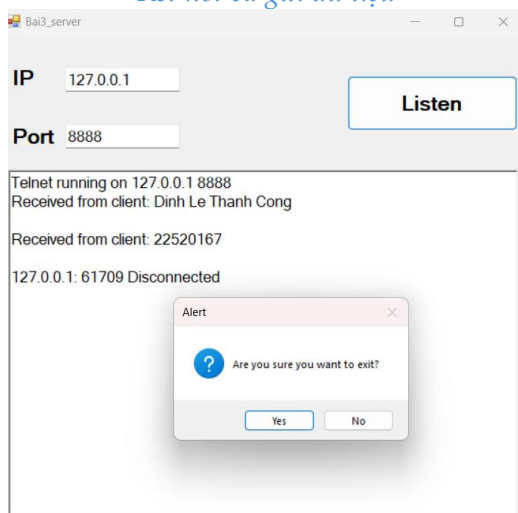 Bai3_server
IP
127.0.0.1
Listen
Port
8888
Telnet running on 127.0.0.1 8888
Received from client: Dinh Le Thanh Cong
Received from client: 22520167
127.0.0.1: 61709 Disconnected
Alert
Are you sure you want to exit?
Yes
No